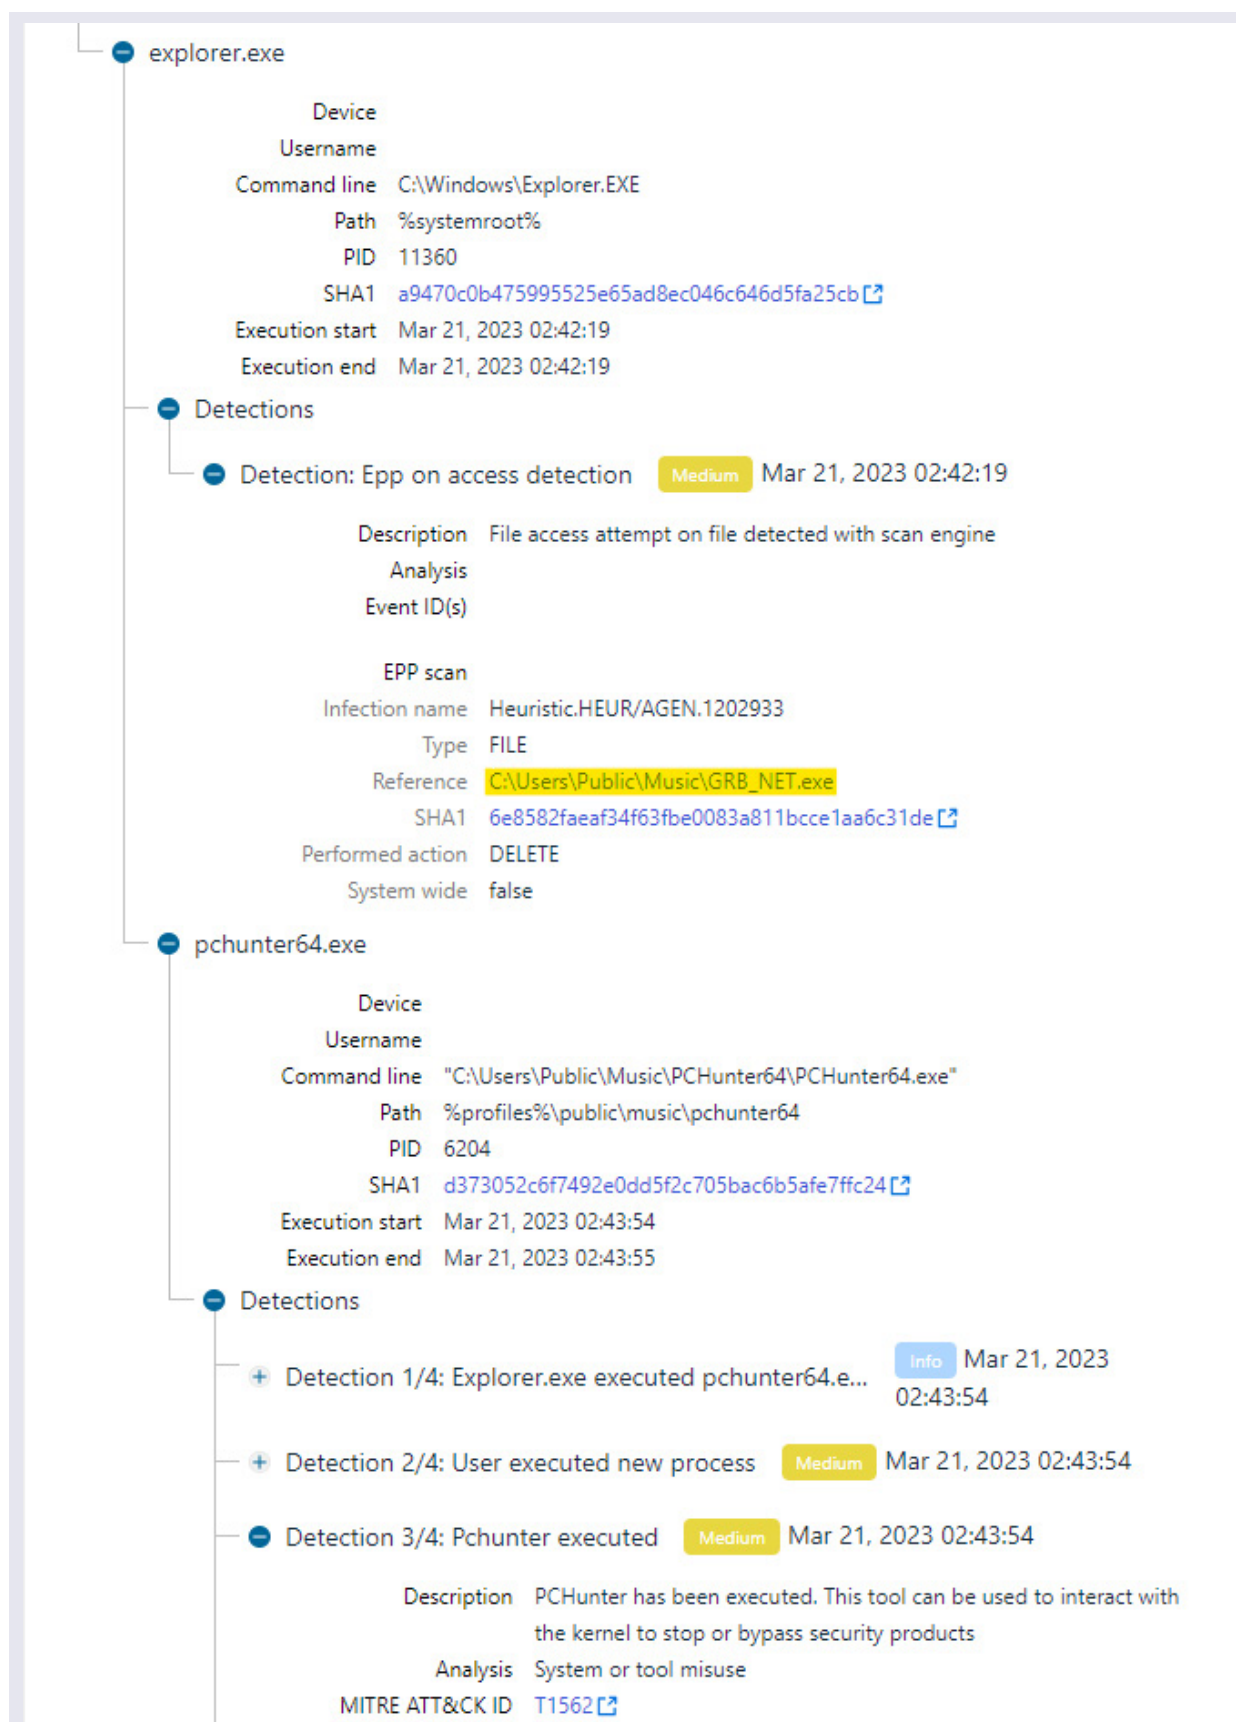 explorer.exe
Device
Username
Command line C:\Windows\Explorer.EXE
Path %systemroot%
PID 11360
SHA1 a9470c0b475995525e65ad8ec046c646d5fa25cb
Execution start Mar 21, 2023 02:42:19
Execution end Mar 21, 2023 02:42:19
Detections
Detection: Epp on access detection Medium Mar 21, 2023 02:42:19
Description File access attempt on file detected with scan engine
Analysis
Event ID(s)
EPP scan
Infection name Heuristic.HEUR/AGEN.1202933
Type FILE
Reference C:\Users\Public\Music\GRB_NET.exe
SHA1 6e8582faeaf34f63fbe0083a811bcce1aa6c31de
Performed action DELETE
System wide false
pchunter64.exe
Device
Username
Command line "C:\Users\Public\Music\PCHunter64\PCHunter64.exe"
Path %profiles%\public\music\pchunter64
PID 6204
SHA1 d373052c6f7492e0dd5f2c705bac6b5afe7ffc24
Execution start Mar 21, 2023 02:43:54
Execution end Mar 21, 2023 02:43:55
Detections
Detection 1/4: Explorer.exe executed pchunter64.e... Info Mar 21, 2023
02:43:54
Detection 2/4: User executed new process Medium Mar 21, 2023 02:43:54
Detection 3/4: Pchunter executed Medium Mar 21, 2023 02:43:54
Description PCHunter has been executed. This tool can be used to interact with
the kernel to stop or bypass security products
Analysis System or tool misuse
MITRE ATT&CK ID T1562